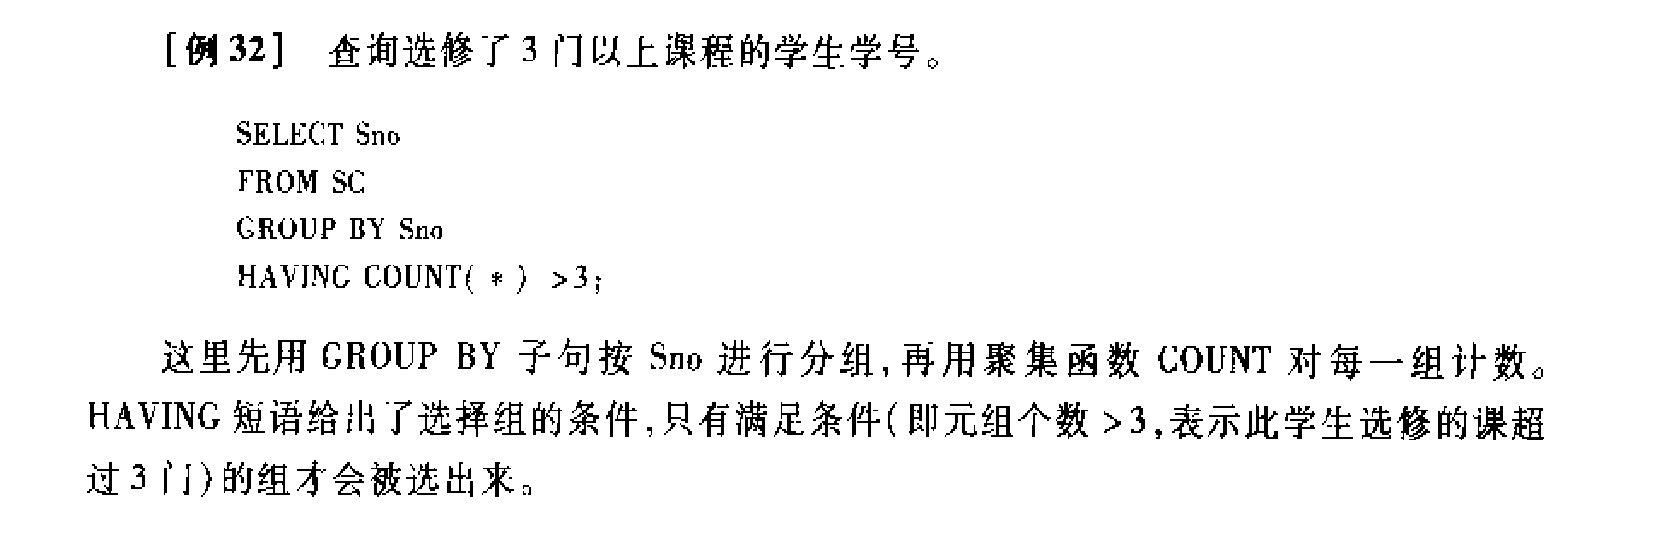 [例32] 查询选修了3门以上课程的学生学号。
SELECT Sno
FROM SC
GROUP BY Sno
HAVING COUNT( * ) >3;
这里先用 GROUP BY 子句按 Sno 进行分组,再用聚集函数 COUNT 对每一组计数。
HAVING 短语给出了选择组的条件,只有满足条件(即元组个数>3,表示此学生选修的课超
过3门)的组才会被选出来。